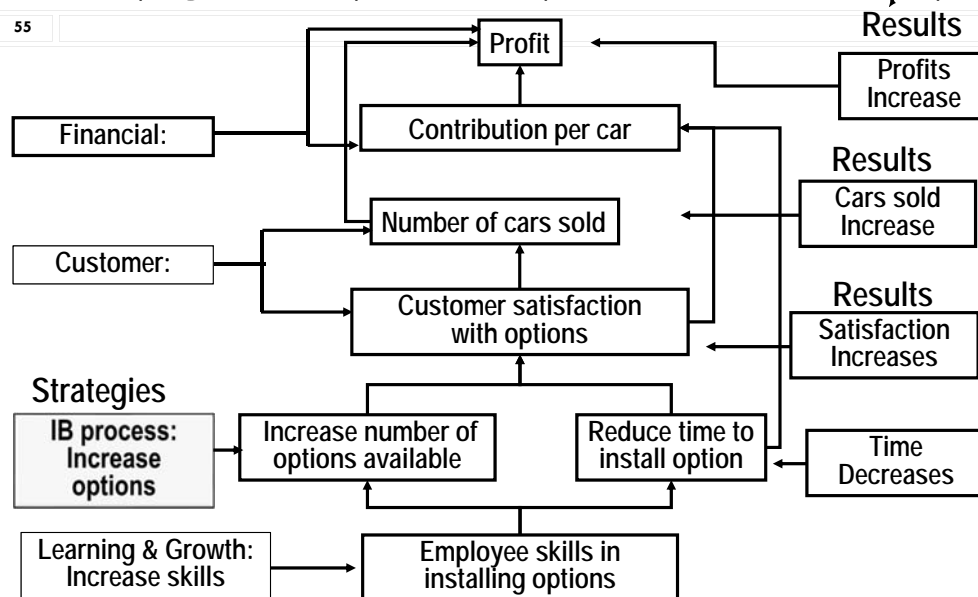 55
Results
Profit
Profits
Increase
Financial:
Contribution per car
Results
Cars sold
Increase
Number of cars sold
Customer:
Customer satisfaction
with options
Results
Satisfaction
Increases
Strategies
IB process:
Increase
options
Increase number of
options available
Reduce time to
install option
Time
Decreases
Learning & Growth:
Increase skills
Employee skills in
installing options